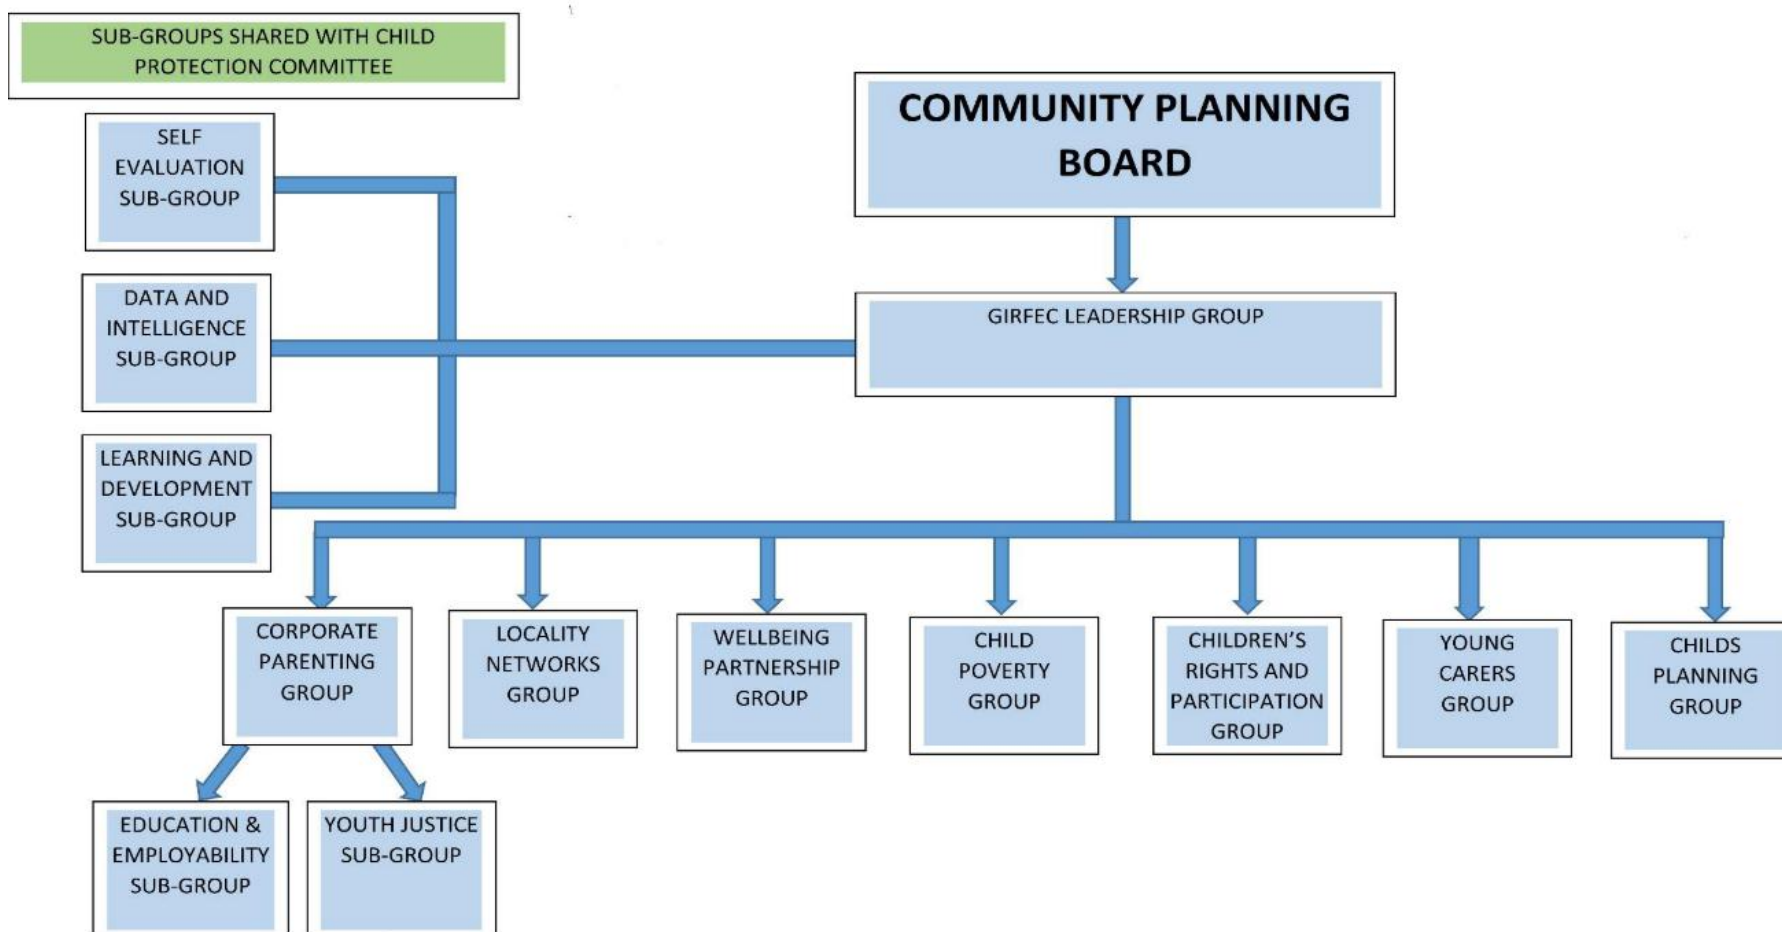 SUB-GROUPS SHARED WITH CHILD
PROTECTION COMMITTEE
COMMUNITY PLANNING
BOARD
SELF
EVALUATION
SUB-GROUP
DATA AND
INTELLIGENCE
SUB-GROUP
GIRFEC LEADERSHIP GROUP
LEARNING AND
DEVELOPMENT
SUB-GROUP
CORPORATE
PARENTING
GROUP
LOCALITY
NETWORKS
GROUP
WELLBEING
PARTNERSHIP
GROUP
CHILD
POVERTY
GROUP
CHILDREN’S
RIGHTS AND
PARTICIPATION
GROUP
YOUNG
CARERS
GROUP
CHILDS
PLANNING
GROUP
EDUCATION &
EMPLOYABILITY
SUB-GROUP
YOUTH JUSTICE
SUB-GROUP